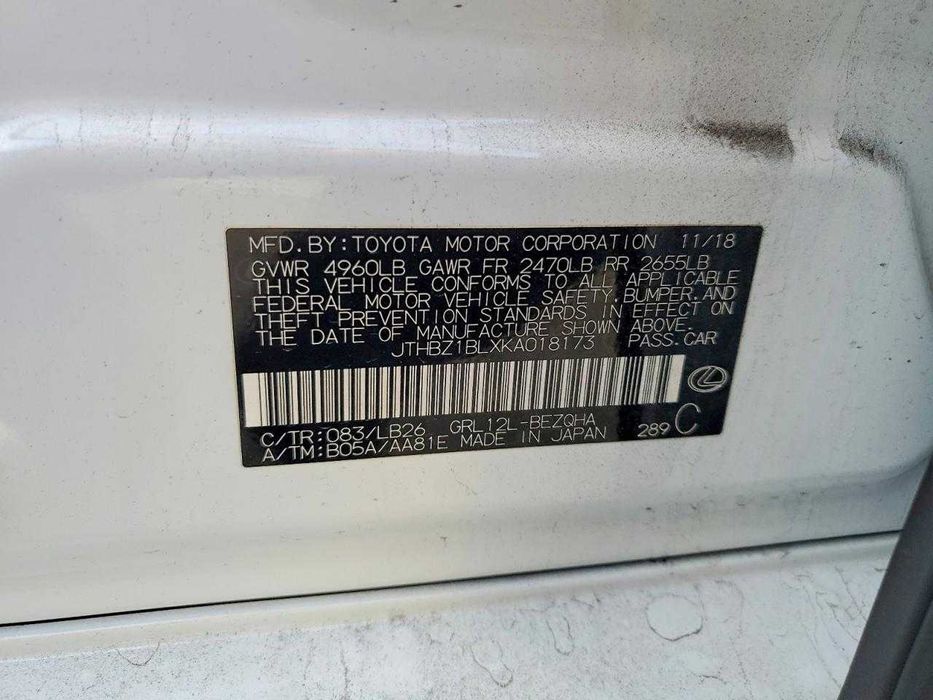 MFD.BY:TOYOTA MOTOR CORPORATION 11/18
GVWR 4960LB GAWR FR 2470LB RR 2655LB
THIS VEHICLE CONFORMS TO ALL APPLICABLE
FEDERAL MOTOR VEHICLE SAFETY,BUMPER,AND
THEFT PREVENTION STANDARDS IN EFFECT ON
THE DATE OF MANUFACTURE SHOWN ABOVE.
JTHBZ1BLXKA018173 PASS.CAR
C/TR:083/LB26 GRL12L-BEZQHA
A/TM:B05A/AA81E MADE IN JAPAN 289 C